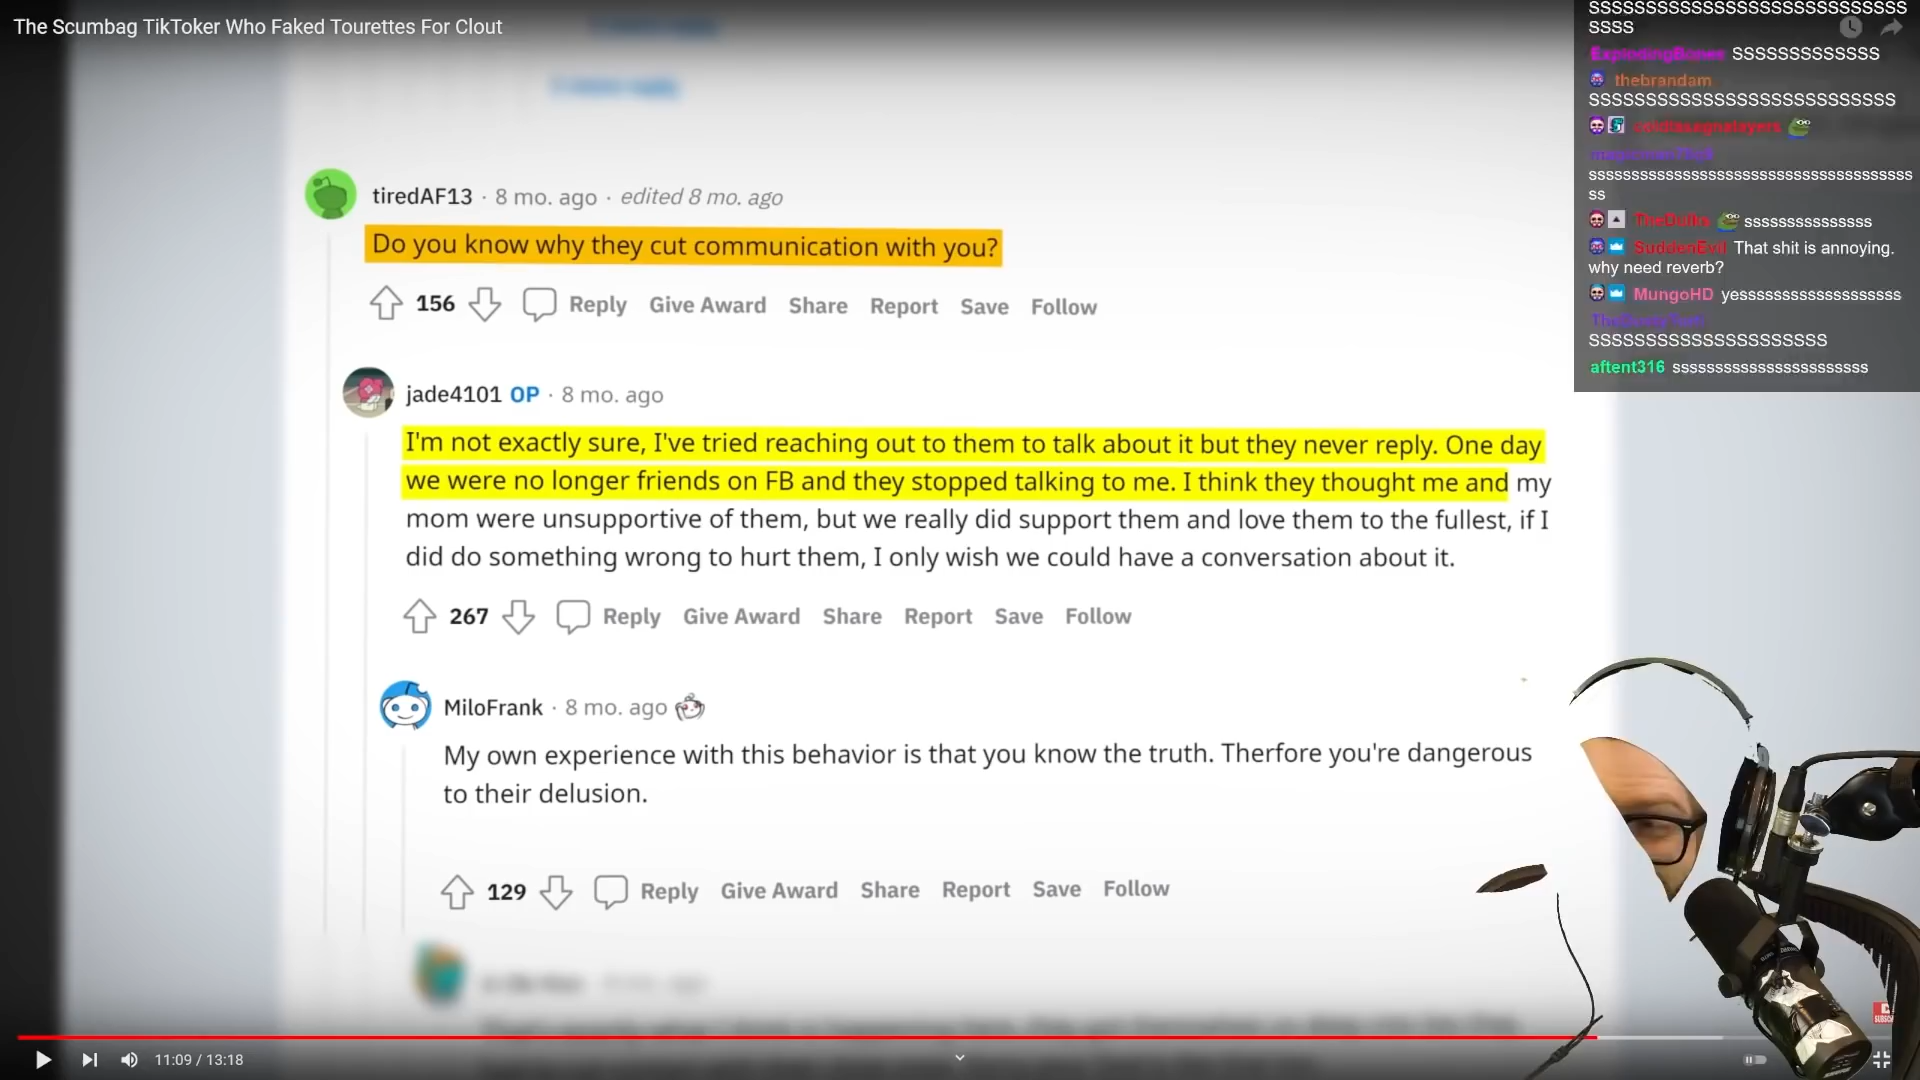 The Scumbag TikToker Who Faked Tourettes For Clout
tiredAF13 · 8 mo. ago · edited 8 mo. ago
Do you know why they cut communication with you?
156 Reply Give Award Share Report Save Follow
jade4101 OP · 8 mo. ago
I'm not exactly sure, I've tried reaching out to them to talk about it but they never reply. One day
we were no longer friends on FB and they stopped talking to me. I think they thought me and my
mom were unsupportive of them, but we really did support them and love them to the fullest, if I
did do something wrong to hurt them, I only wish we could have a conversation about it.
267 Reply Give Award Share Report Save Follow
MiloFrank · 8 mo. ago
My own experience with this behavior is that you know the truth. Therfore you're dangerous
to their delusion.
129 Reply Give Award Share Report Save Follow
11:09 / 13:18
SSSSSSSSSSSSSSSSSSSSSSSSSSSS
SSSS
ExplodingBones SSSSSSSSSSSSS
thebrandam
SSSSSSSSSSSSSSSSSSSSSSSSSSS
ssssssssssssssssssssssssssssssssssssss
ss
TheDulks sssssssssssssss
SuddenEvil That shit is annoying.
why need reverb?
MungoHD yesssssssssssssssssss
SSSSSSSSSSSSSSSSSSSSS
aftent316 sssssssssssssssssssssss